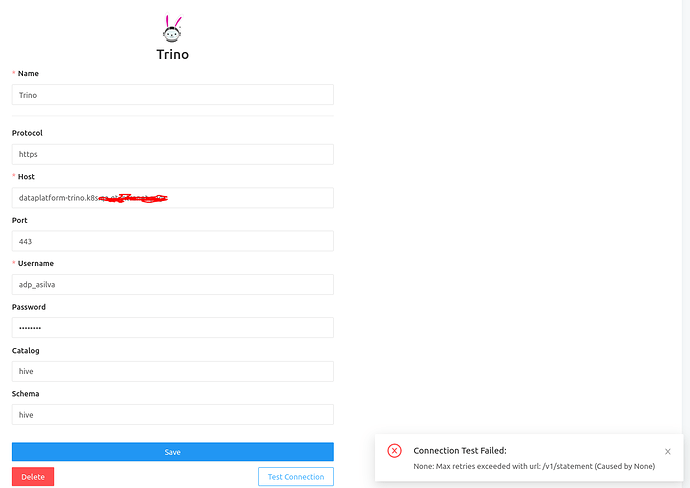 Trino
* Name
Trino
Protocol
https
* Host
dataplatform-trino.k8s
Port
443
* Username
adp_asilva
Password
••••••••
Catalog
hive
Schema
hive
Save
Delete
Test Connection
Connection Test Failed:
None: Max retries exceeded with url: /v1/statement (Caused by None)